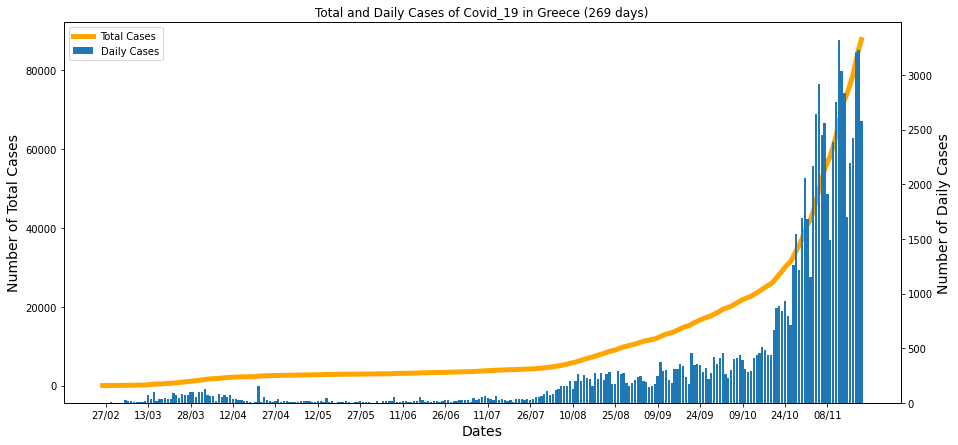 Total and Daily Cases of Covid_19 in Greece (269 days)
Total Cases
Daily Cases
80000
60000
40000
20000
0
Number of Total Cases
3000
2500
2000
1500
1000
500
0
Number of Daily Cases
27/02 13/03 28/03 12/04 27/04 12/05 27/05 11/06 26/06 11/07 26/07 10/08 25/08 09/09 24/09 09/10 24/10 08/11
Dates